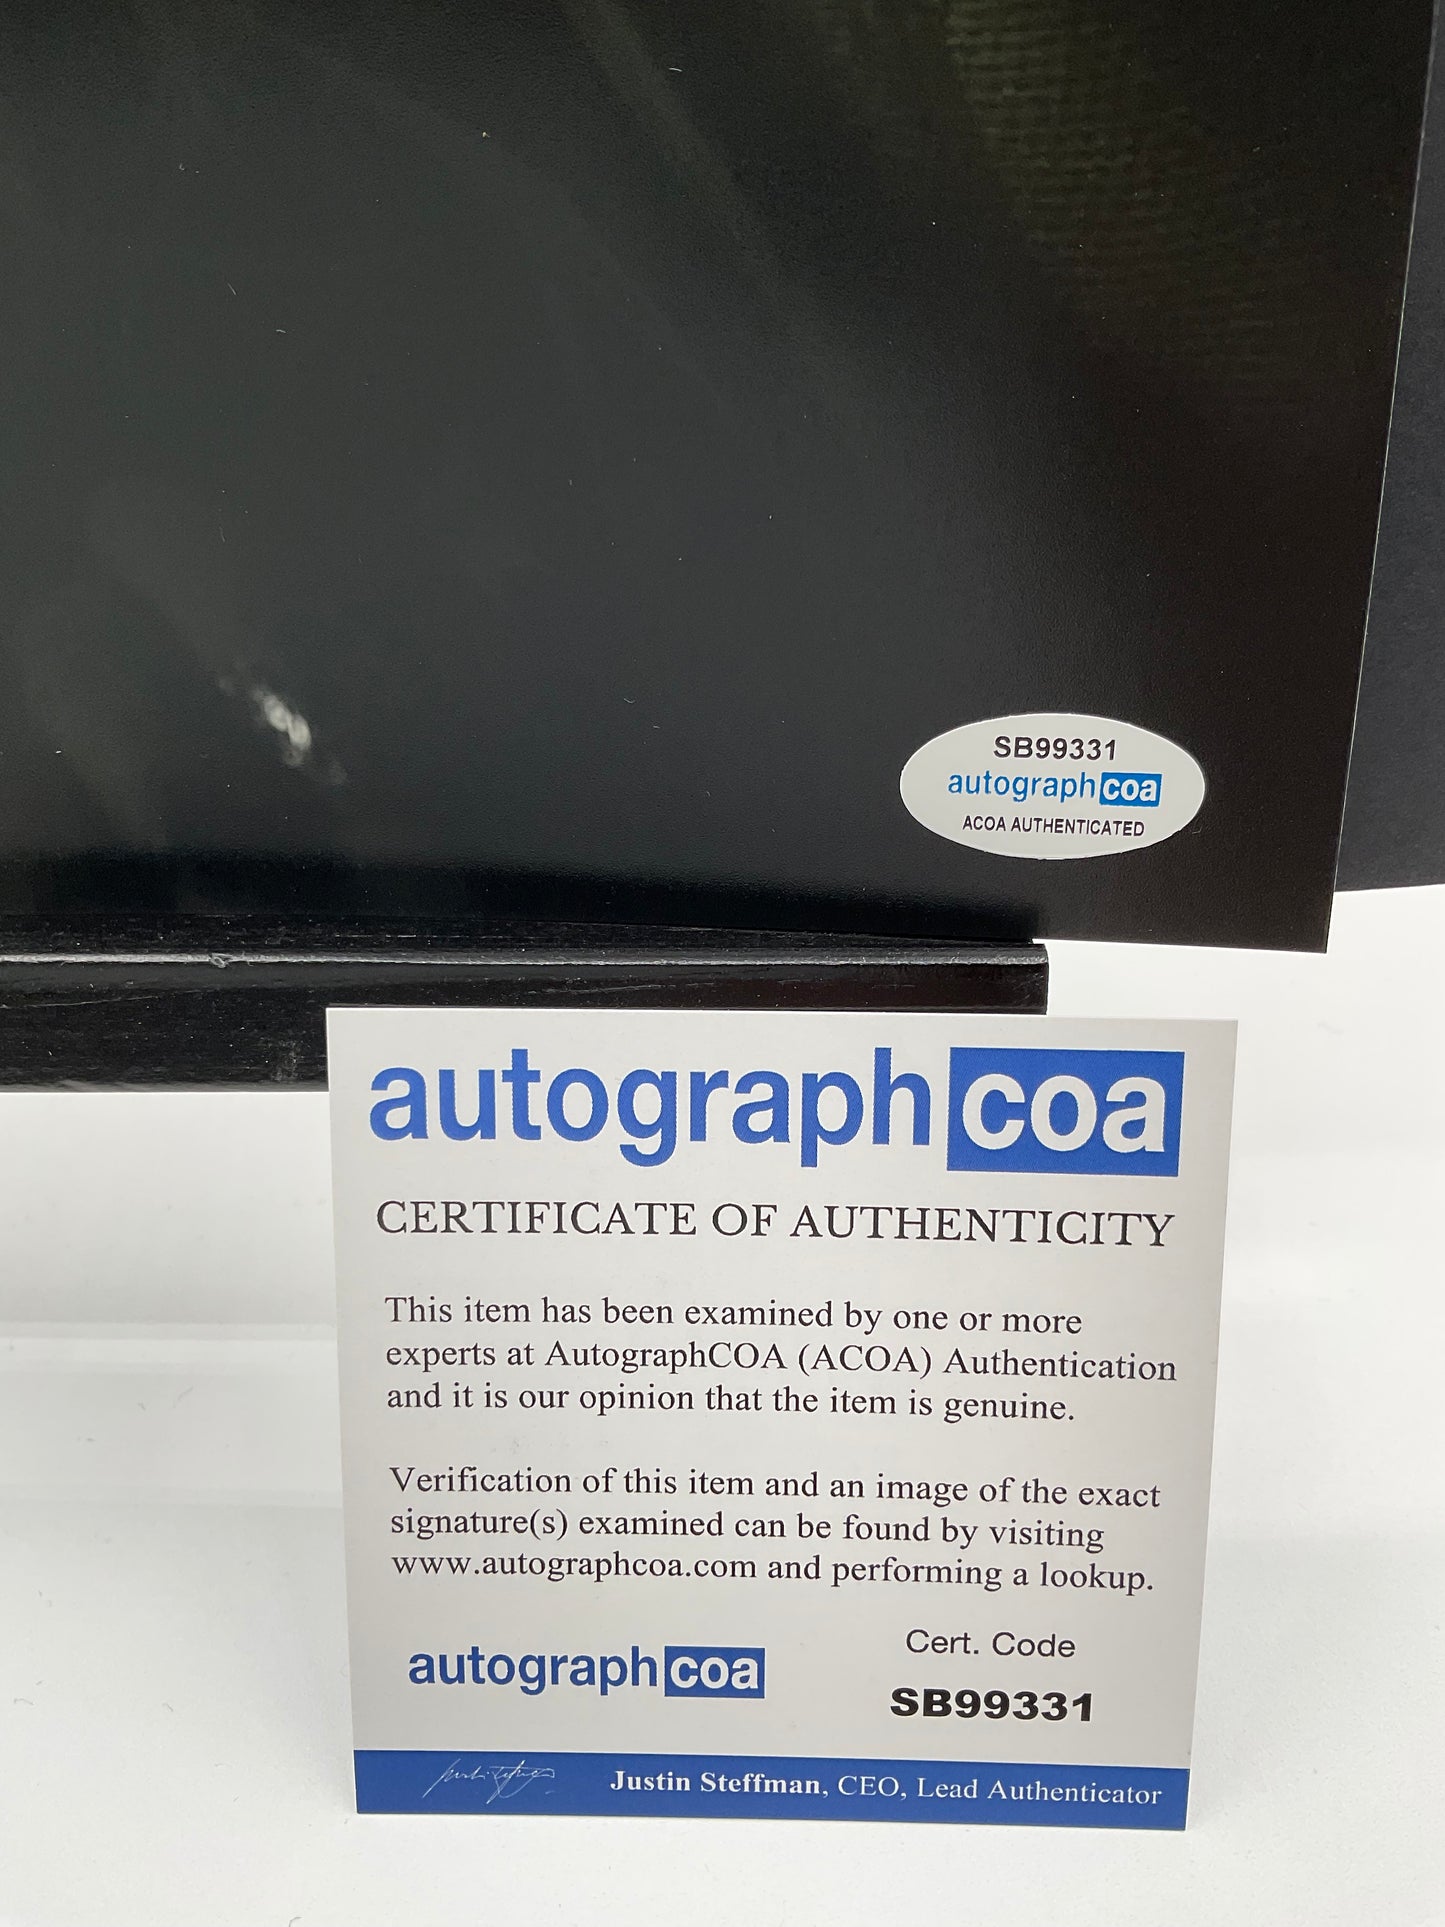 SB99331
autographcoa
ACOA AUTHENTICATED
autographcoa
CERTIFICATE OF AUTHENTICITY
This item has been examined by one or more
experts at AutographCOA (ACOA) Authentication
and it is our opinion that the item is genuine.
Verification of this item and an image of the exact
signature(s) examined can be found by visiting
www.autographcoa.com and performing a lookup.
autographcoa
Cert. Code
SB99331
Justin Steffman, CEO, Lead Authenticator